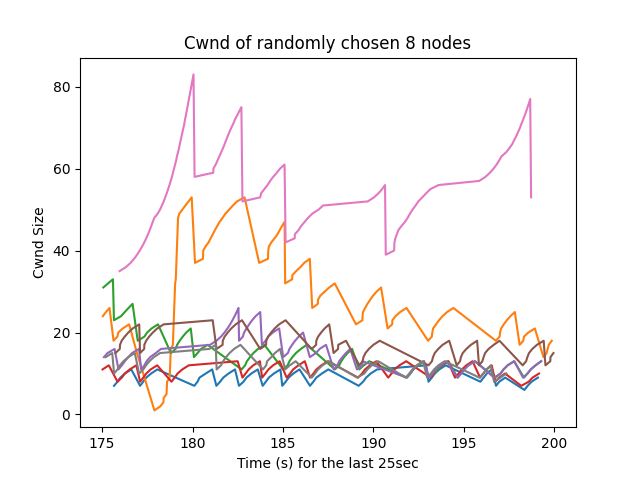 Cwnd of randomly chosen 8 nodes
80
60
40
20
0
Cwnd Size
175 180 185 190 195 200
Time (s) for the last 25sec